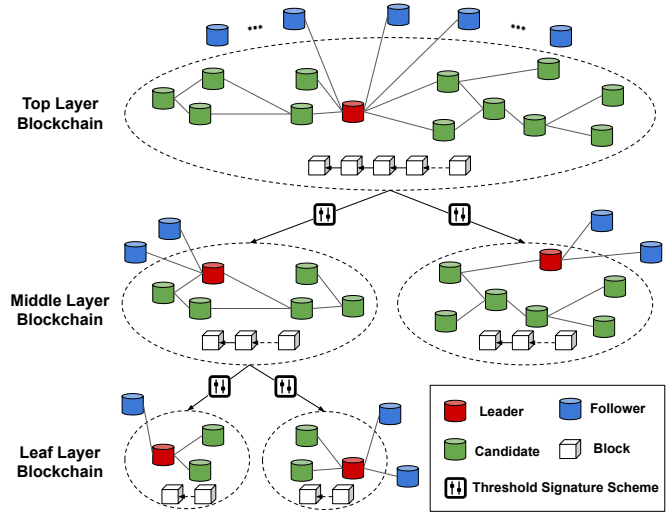 Top Layer
Blockchain
Middle Layer
Blockchain
Leaf Layer
Blockchain
Leader
Follower
Candidate
Block
Threshold Signature Scheme